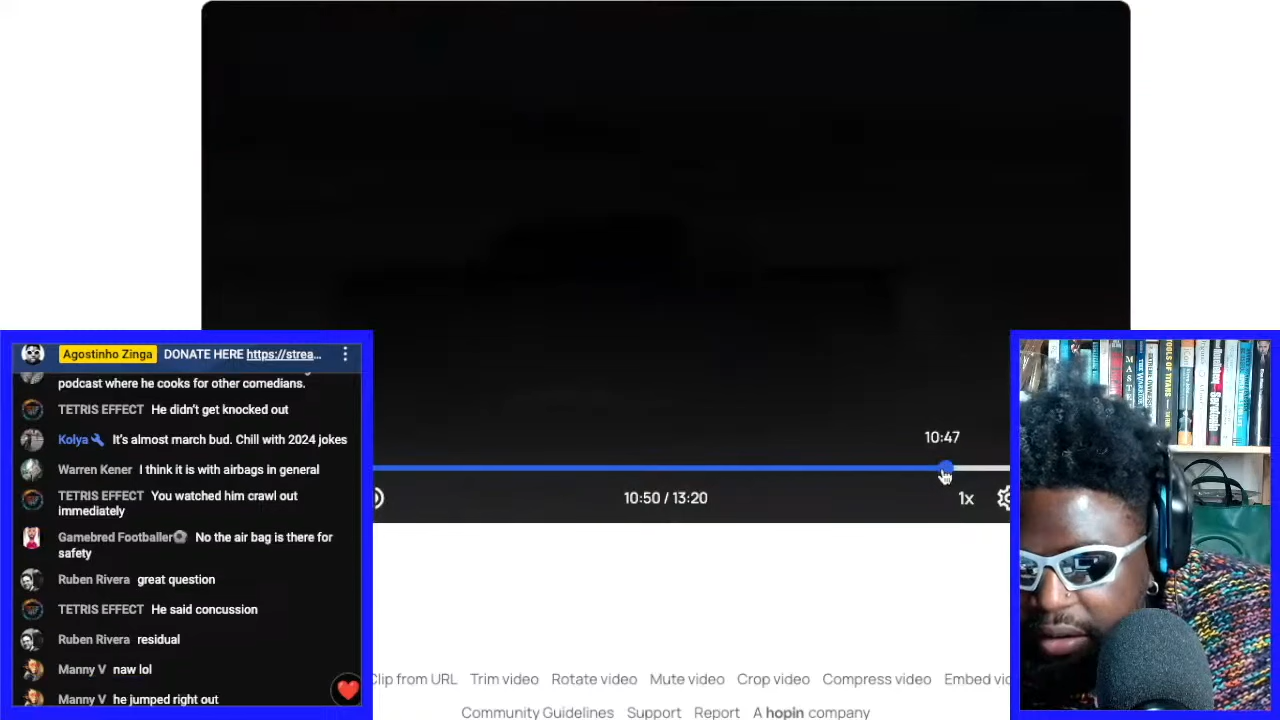 10:47
10:50 / 13:20
1x
Agostinho Zinga DONATE HERE https://strea...
podcast where he cooks for other comedians.
TETRIS EFFECT He didn't get knocked out
Kolya It's almost march bud. Chill with 2024 jokes
Warren Kener I think it is with airbags in general
TETRIS EFFECT You watched him crawl out
immediately
Gamebred Footballer No the air bag is there for
safety
Ruben Rivera great question
TETRIS EFFECT He said concussion
Ruben Rivera residual
Manny V naw lol
Manny V he jumped right out
Clip from URL Trim video Rotate video Mute video Crop video Compress video Embed vi
Community Guidelines Support Report A hopin company
TOOLS OF TITANS